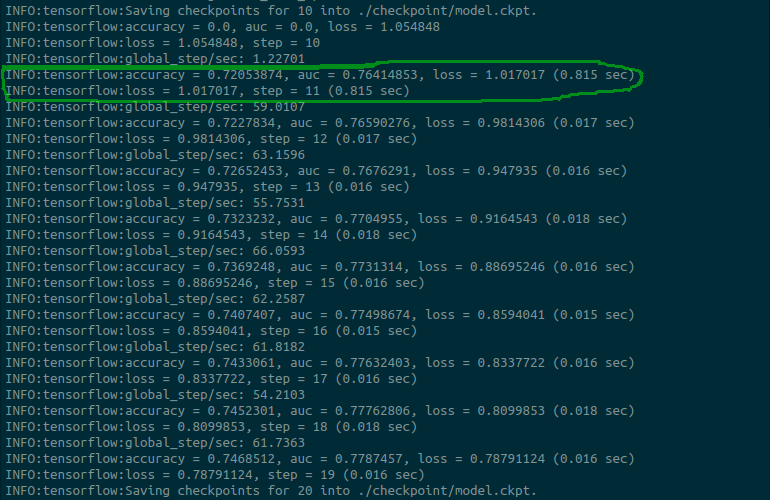 INFO:tensorflow:Saving checkpoints for 10 into ./checkpoint/model.ckpt.
INFO:tensorflow:accuracy = 0.0, auc = 0.0, loss = 1.054848
INFO:tensorflow:loss = 1.054848, step = 10
INFO:tensorflow:global_step/sec: 1.22701
INFO:tensorflow:accuracy = 0.72053874, auc = 0.76414853, loss = 1.017017 (0.815 sec)
INFO:tensorflow:loss = 1.017017, step = 11 (0.815 sec)
INFO:tensorflow:global_step/sec: 59.0107
INFO:tensorflow:accuracy = 0.7227834, auc = 0.76590276, loss = 0.9814306 (0.017 sec)
INFO:tensorflow:loss = 0.9814306, step = 12 (0.017 sec)
INFO:tensorflow:global_step/sec: 63.1596
INFO:tensorflow:accuracy = 0.72652453, auc = 0.7676291, loss = 0.947935 (0.016 sec)
INFO:tensorflow:loss = 0.947935, step = 13 (0.016 sec)
INFO:tensorflow:global_step/sec: 55.7531
INFO:tensorflow:accuracy = 0.7323232, auc = 0.7704955, loss = 0.9164543 (0.018 sec)
INFO:tensorflow:loss = 0.9164543, step = 14 (0.018 sec)
INFO:tensorflow:global_step/sec: 66.0593
INFO:tensorflow:accuracy = 0.7369248, auc = 0.7731314, loss = 0.88695246 (0.016 sec)
INFO:tensorflow:loss = 0.88695246, step = 15 (0.016 sec)
INFO:tensorflow:global_step/sec: 62.2587
INFO:tensorflow:accuracy = 0.7407407, auc = 0.77498674, loss = 0.8594041 (0.015 sec)
INFO:tensorflow:loss = 0.8594041, step = 16 (0.015 sec)
INFO:tensorflow:global_step/sec: 61.8182
INFO:tensorflow:accuracy = 0.7433061, auc = 0.77632403, loss = 0.8337722 (0.016 sec)
INFO:tensorflow:loss = 0.8337722, step = 17 (0.016 sec)
INFO:tensorflow:global_step/sec: 54.2103
INFO:tensorflow:accuracy = 0.7452301, auc = 0.77762806, loss = 0.8099853 (0.018 sec)
INFO:tensorflow:loss = 0.8099853, step = 18 (0.018 sec)
INFO:tensorflow:global_step/sec: 61.7363
INFO:tensorflow:accuracy = 0.7468512, auc = 0.7787457, loss = 0.78791124 (0.016 sec)
INFO:tensorflow:loss = 0.78791124, step = 19 (0.016 sec)
INFO:tensorflow:Saving checkpoints for 20 into ./checkpoint/model.ckpt.